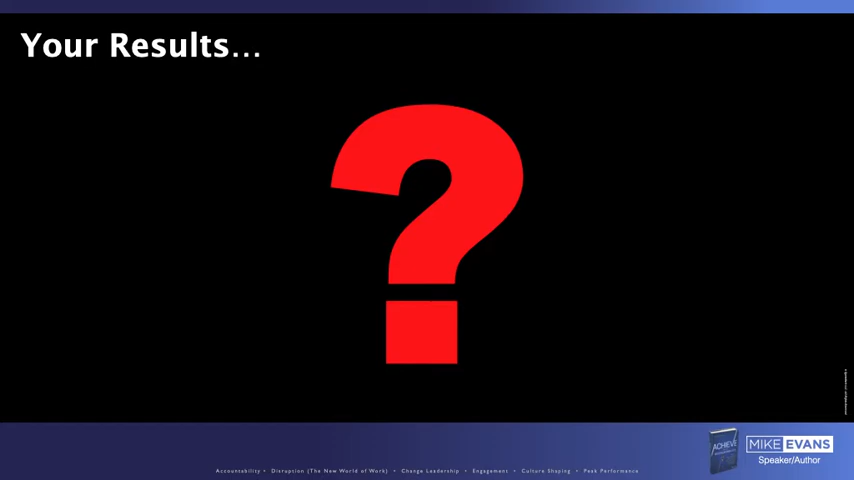 Your Results...
?
ACHIEVE
MIKE EVANS
Speaker/Author
Accountability • Disruption (The New World of Work) • Change Leadership • Engagement • Culture Shaping • Peak Performance